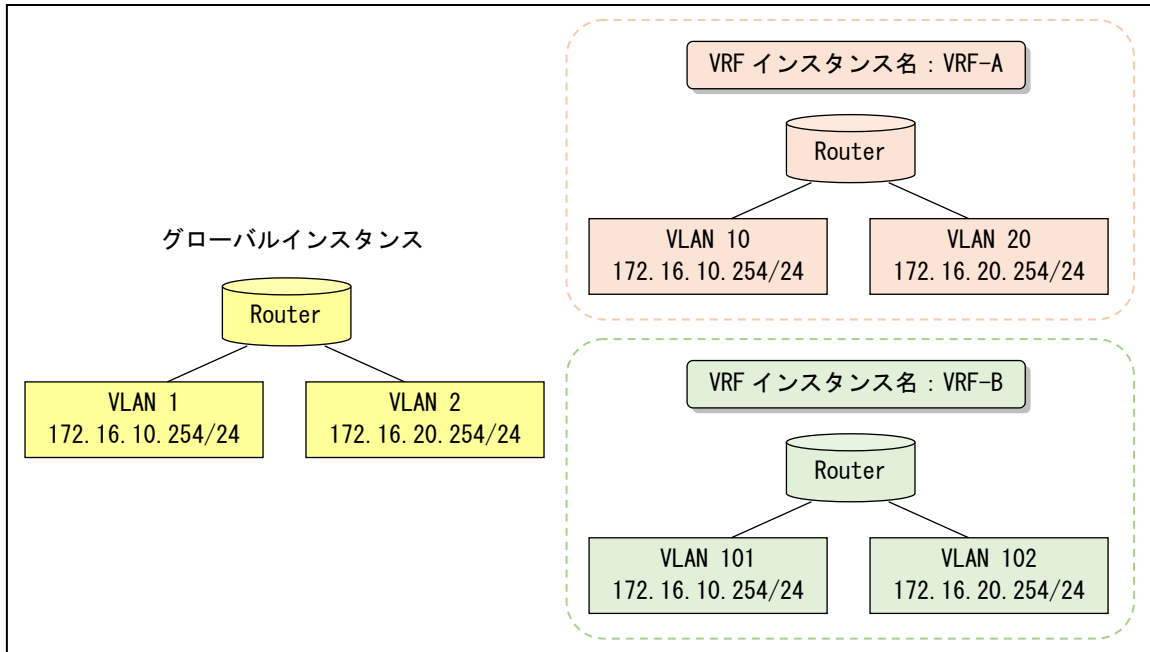 グローバルインスタンス
Router
VLAN 1
172.16.10.254/24
VLAN 2
172.16.20.254/24
VRF インスタンス名：VRF-A
Router
VLAN 10
172.16.10.254/24
VLAN 20
172.16.20.254/24
VRF インスタンス名：VRF-B
Router
VLAN 101
172.16.10.254/24
VLAN 102
172.16.20.254/24